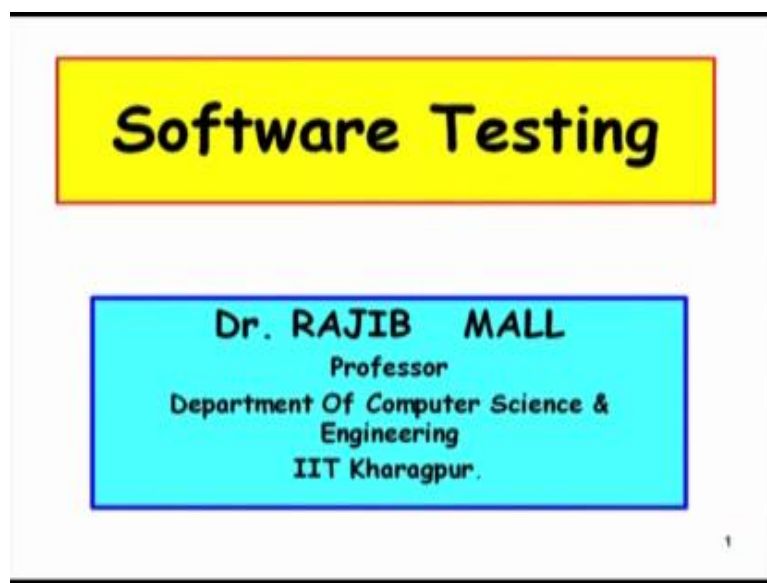 Software Testing
Dr. RAJIB MALL
Professor
Department Of Computer Science &
Engineering
IIT Kharagpur.
1